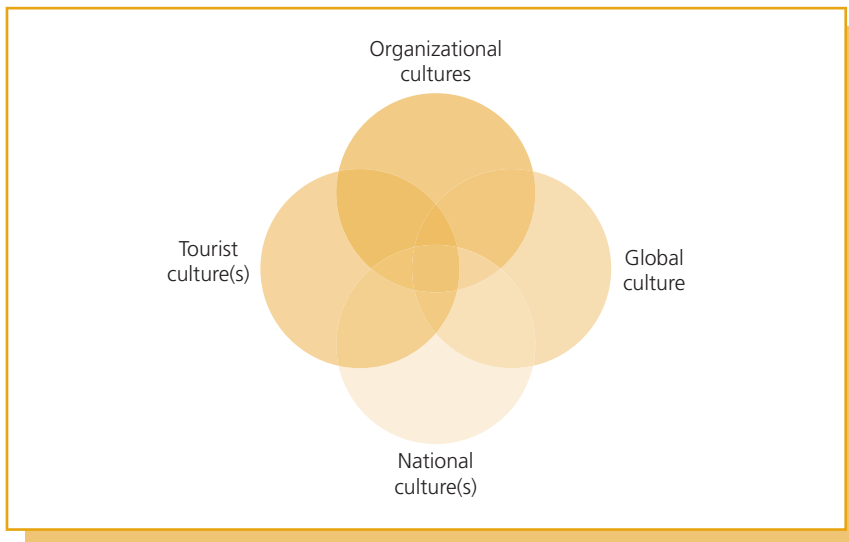 Organizational
cultures
Tourist
culture(s)
Global
culture
National
culture(s)